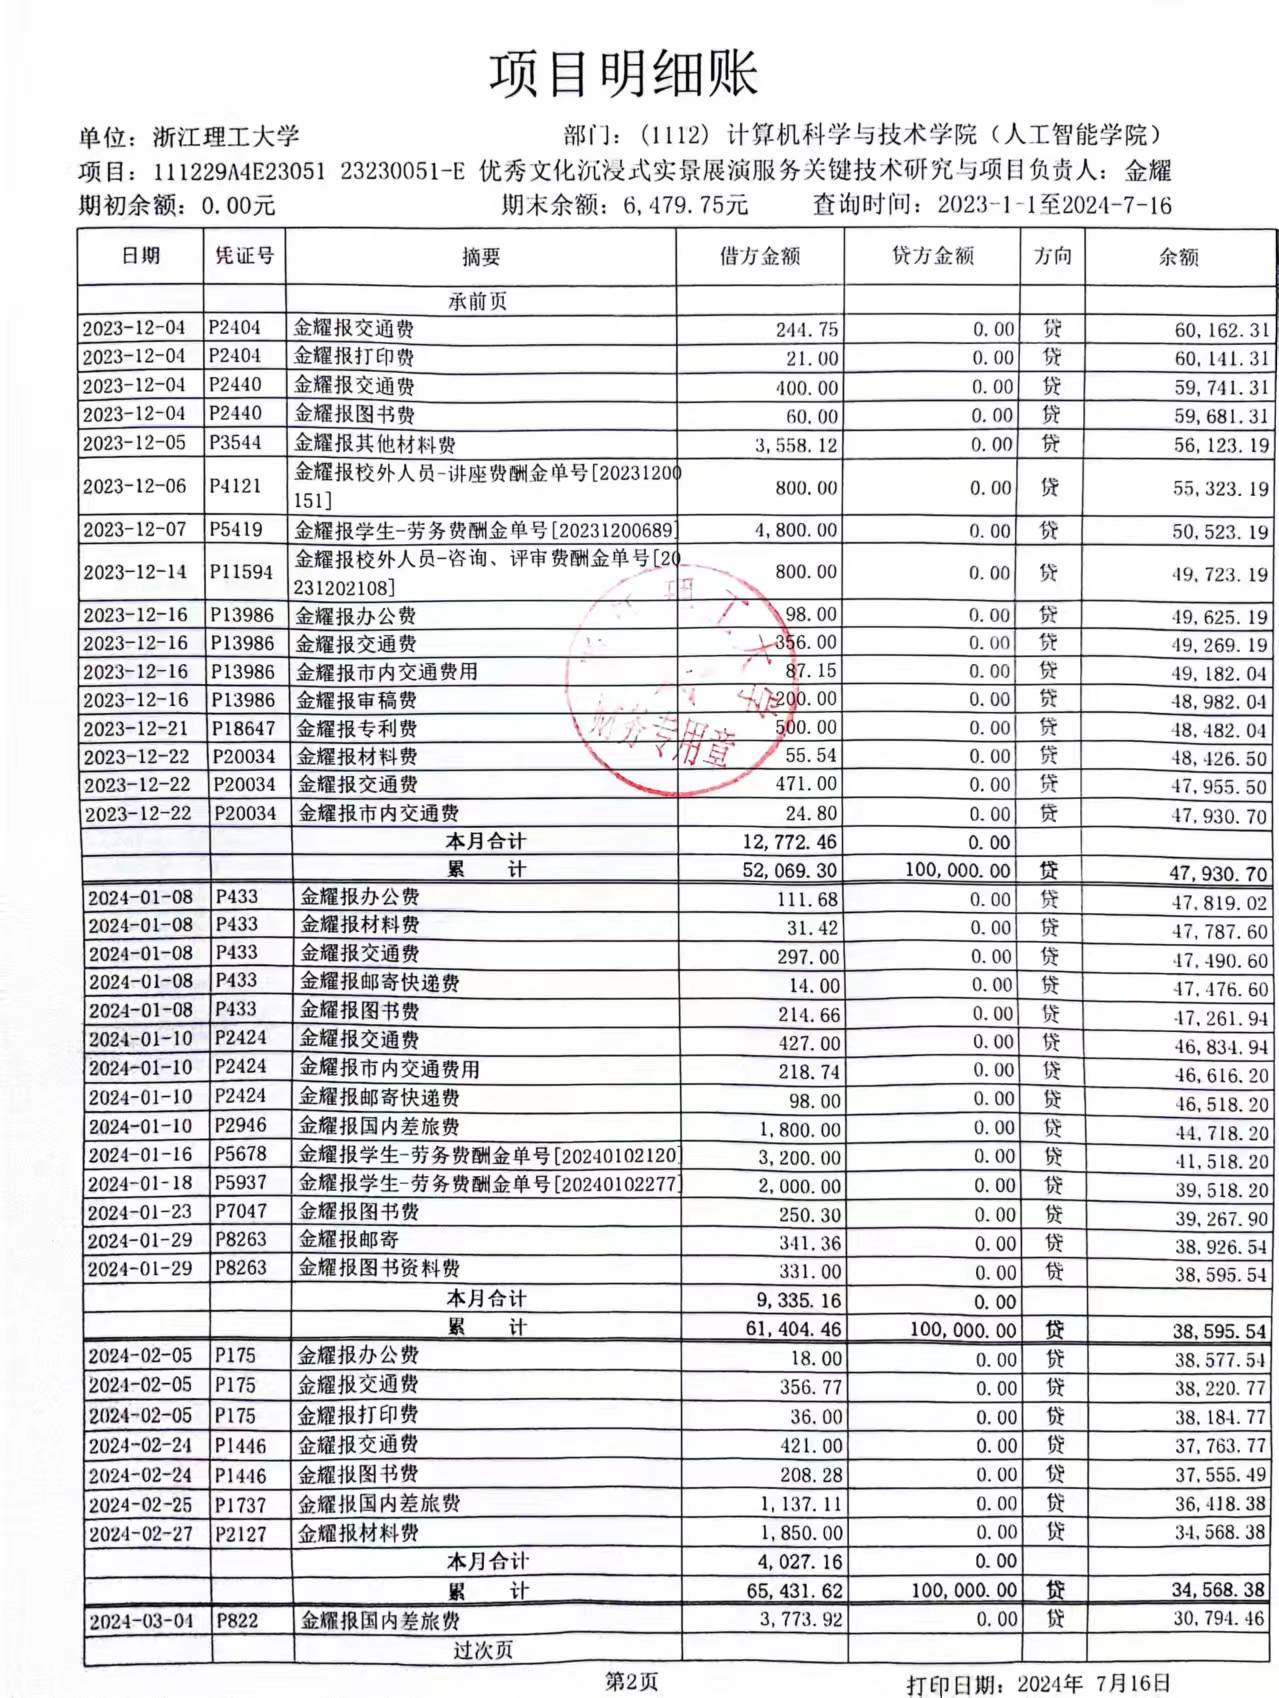 项目明细账
单位：浙江理工大学 部门：(1112) 计算机科学与技术学院（人工智能学院）
项目：111229A4E23051 23230051-E 优秀文化沉浸式实景展演服务关键技术研究与项目负责人：金耀
期初余额：0.00元 期末余额：6,479.75元 查询时间：2023-1-1至2024-7-16
日期 凭证号 摘要 借方金额 贷方金额 方向 余额
承前页
2023-12-04 P2404 金耀报交通费 244.75 0.00 贷 60,162.31
2023-12-04 P2404 金耀报打印费 21.00 0.00 贷 60,141.31
2023-12-04 P2440 金耀报交通费 400.00 0.00 贷 59,741.31
2023-12-04 P2440 金耀报图书费 60.00 0.00 贷 59,681.31
2023-12-05 P3544 金耀报其他材料费 3,558.12 0.00 贷 56,123.19
2023-12-06 P4121 金耀报校外人员-讲座费酬金单号[20231200
151] 800.00 0.00 贷 55,323.19
2023-12-07 P5419 金耀报学生-劳务费酬金单号[20231200689] 4,800.00 0.00 贷 50,523.19
2023-12-14 P11594 金耀报校外人员-咨询、评审费酬金单号[20
231202108] 800.00 0.00 贷 49,723.19
2023-12-16 P13986 金耀报办公费 98.00 0.00 贷 49,625.19
2023-12-16 P13986 金耀报交通费 356.00 0.00 贷 49,269.19
2023-12-16 P13986 金耀报市内交通费用 87.15 0.00 贷 49,182.04
2023-12-16 P13986 金耀报审稿费 200.00 0.00 贷 48,982.04
2023-12-21 P18647 金耀报专利费 500.00 0.00 贷 48,482.04
2023-12-22 P20034 金耀报材料费 55.54 0.00 贷 48,426.50
2023-12-22 P20034 金耀报交通费 471.00 0.00 贷 47,955.50
2023-12-22 P20034 金耀报市内交通费 24.80 0.00 贷 47,930.70
本月合计 12,772.46 0.00
累 计 52,069.30 100,000.00 贷 47,930.70
2024-01-08 P433 金耀报办公费 111.68 0.00 贷 47,819.02
2024-01-08 P433 金耀报材料费 31.42 0.00 贷 47,787.60
2024-01-08 P433 金耀报交通费 297.00 0.00 贷 47,490.60
2024-01-08 P433 金耀报邮寄快递费 14.00 0.00 贷 47,476.60
2024-01-08 P433 金耀报图书费 214.66 0.00 贷 47,261.94
2024-01-10 P2424 金耀报交通费 427.00 0.00 贷 46,834.94
2024-01-10 P2424 金耀报市内交通费用 218.74 0.00 贷 46,616.20
2024-01-10 P2424 金耀报邮寄快递费 98.00 0.00 贷 46,518.20
2024-01-10 P2946 金耀报国内差旅费 1,800.00 0.00 贷 44,718.20
2024-01-16 P5678 金耀报学生-劳务费酬金单号[20240102120] 3,200.00 0.00 贷 41,518.20
2024-01-18 P5937 金耀报学生-劳务费酬金单号[20240102277] 2,000.00 0.00 贷 39,518.20
2024-01-23 P7047 金耀报图书费 250.30 0.00 贷 39,267.90
2024-01-29 P8263 金耀报邮寄 341.36 0.00 贷 38,926.54
2024-01-29 P8263 金耀报图书资料费 331.00 0.00 贷 38,595.54
本月合计 9,335.16 0.00
累 计 61,404.46 100,000.00 贷 38,595.54
2024-02-05 P175 金耀报办公费 18.00 0.00 贷 38,577.54
2024-02-05 P175 金耀报交通费 356.77 0.00 贷 38,220.77
2024-02-05 P175 金耀报打印费 36.00 0.00 贷 38,184.77
2024-02-24 P1446 金耀报交通费 421.00 0.00 贷 37,763.77
2024-02-24 P1446 金耀报图书费 208.28 0.00 贷 37,555.49
2024-02-25 P1737 金耀报国内差旅费 1,137.11 0.00 贷 36,418.38
2024-02-27 P2127 金耀报材料费 1,850.00 0.00 贷 34,568.38
本月合计 4,027.16 0.00
累 计 65,431.62 100,000.00 贷 34,568.38
2024-03-04 P822 金耀报国内差旅费 3,773.92 0.00 贷 30,794.46
过次页
第2页 打印日期：2024年 7月16日
理工大学
财务专用章